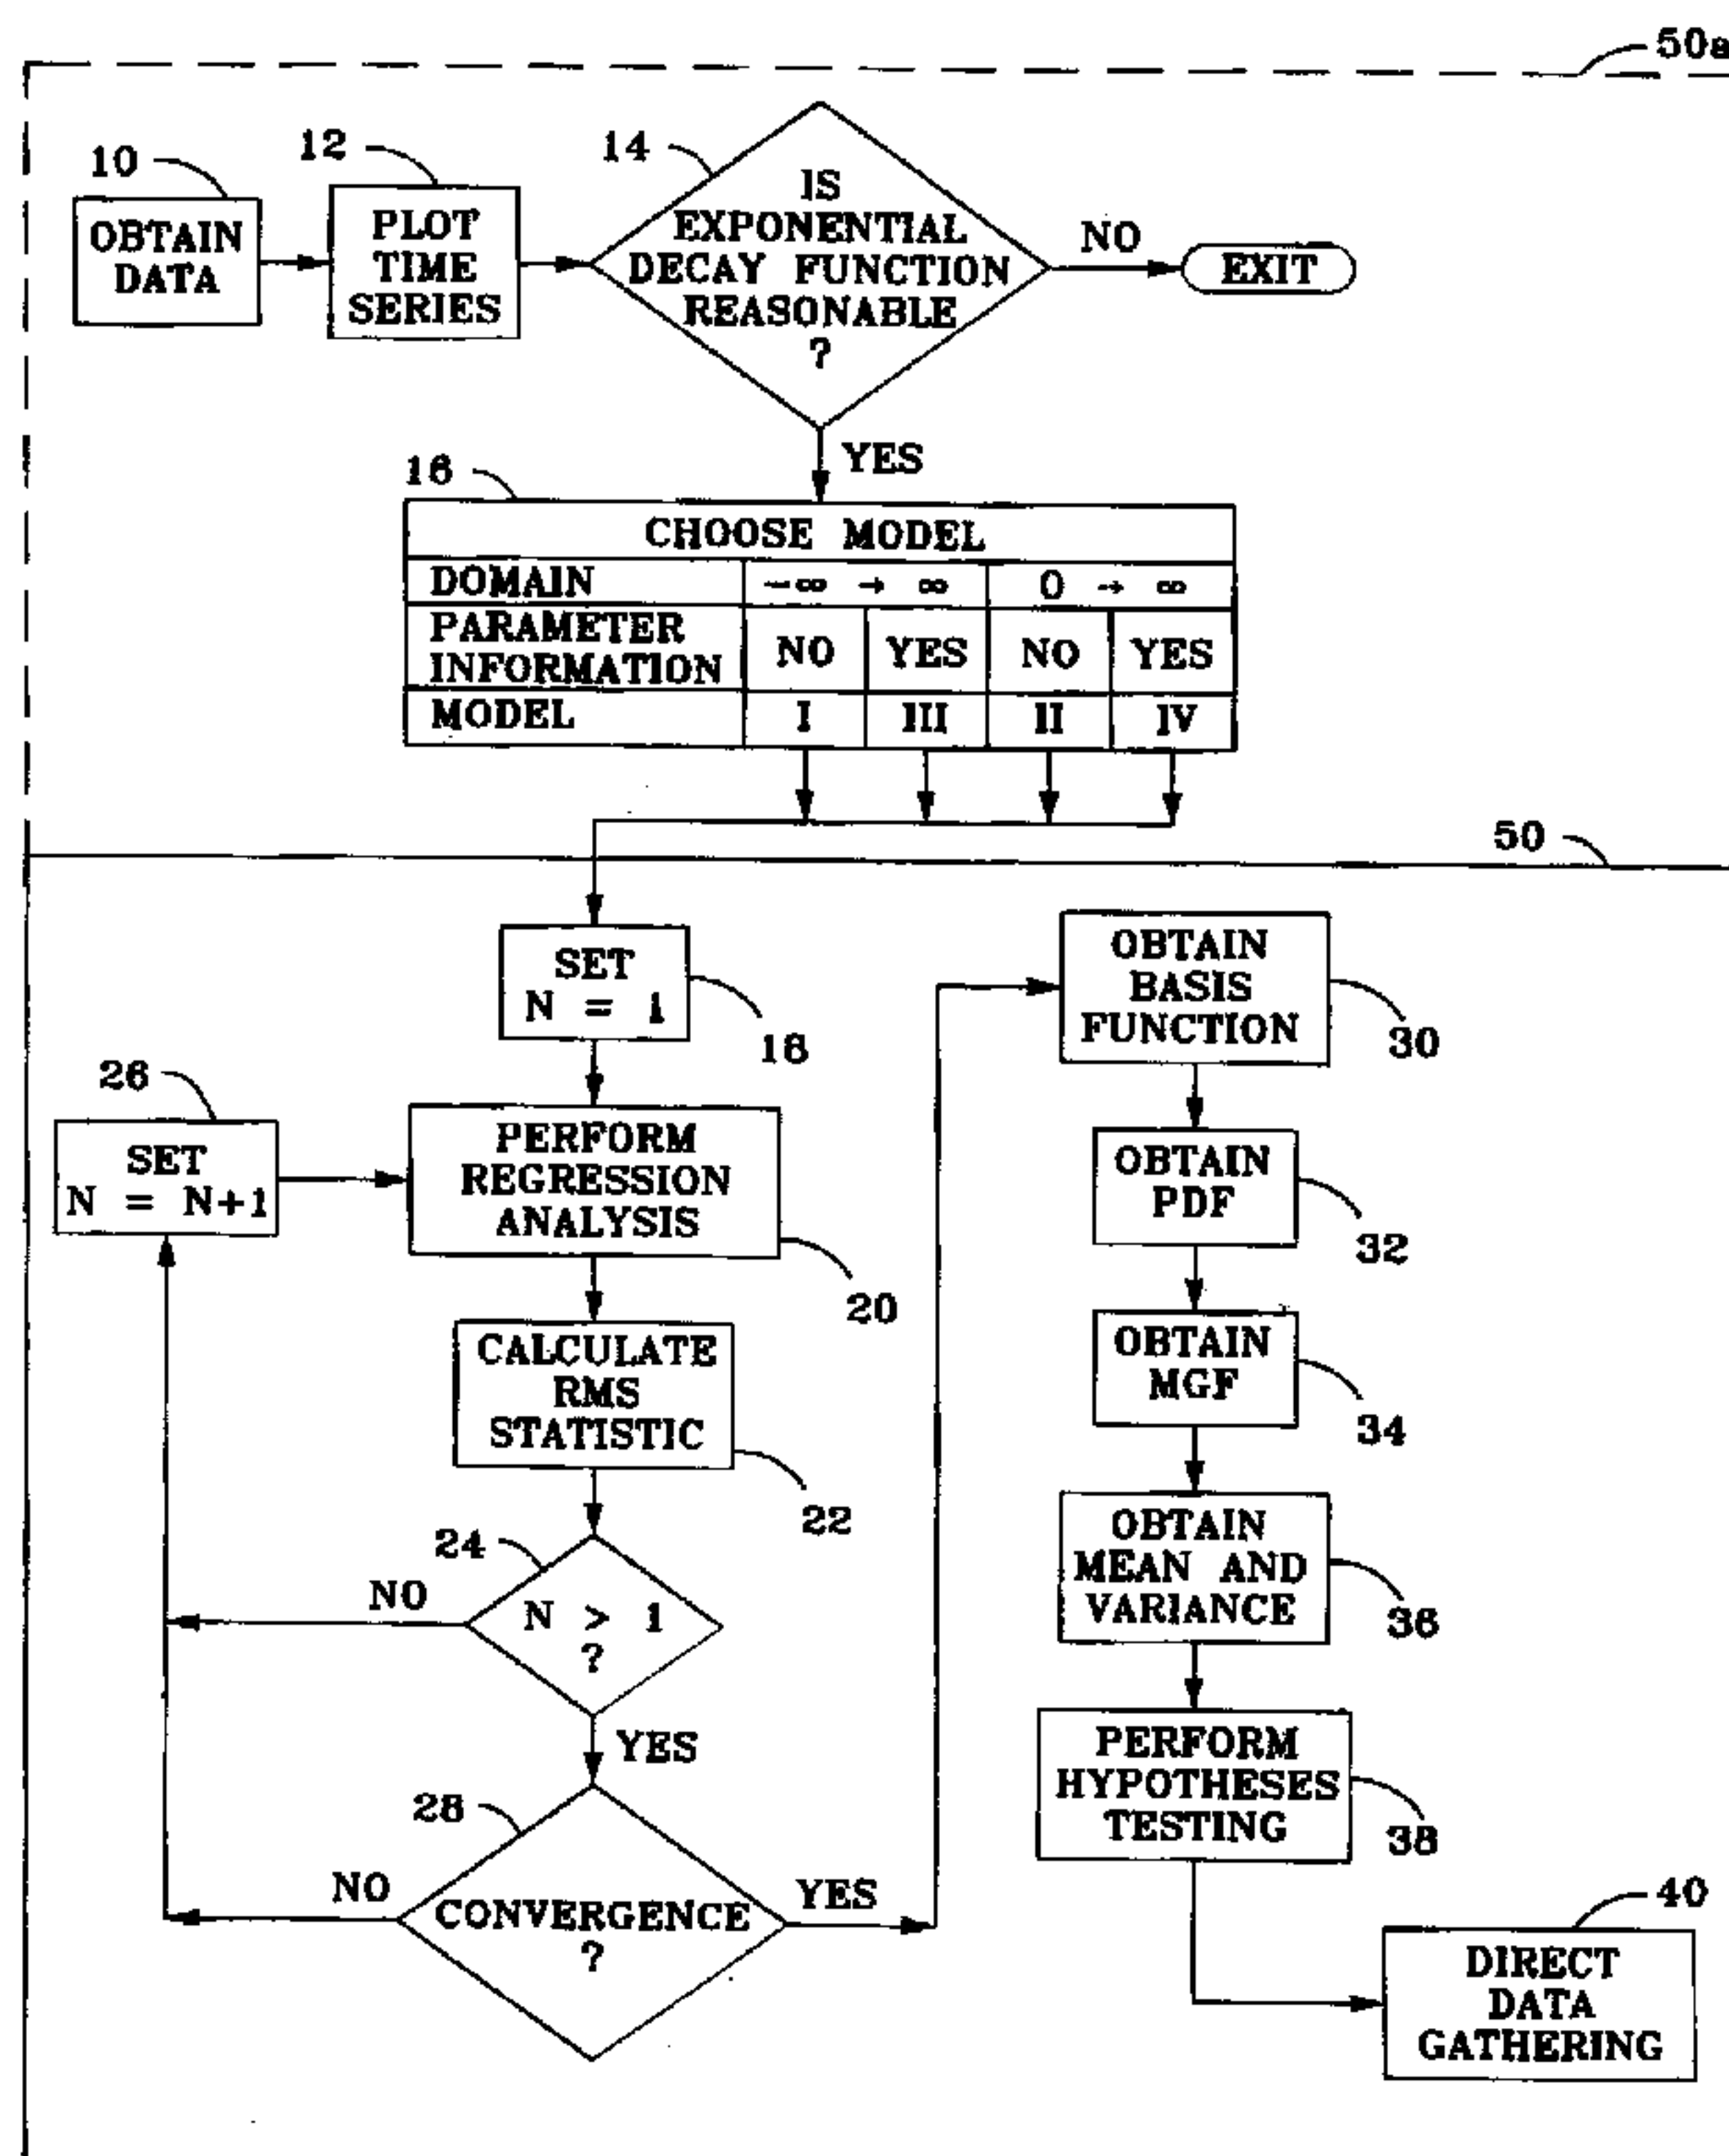 50a
10
12
14
OBTAIN
DATA
PLOT
TIME
SERIES
IS
EXPONENTIAL
DECAY FUNCTION
REASONABLE
?
NO
EXIT
YES
16
CHOOSE MODEL
DOMAIN -∞ → ∞ 0 → ∞
PARAMETER
INFORMATION NO YES NO YES
MODEL I III II IV
50
SET
N = 1
18
26
SET
N = N+1
PERFORM
REGRESSION
ANALYSIS
20
CALCULATE
RMS
STATISTIC
22
24
NO
N > 1
?
YES
28
NO
CONVERGENCE
?
YES
OBTAIN
BASIS
FUNCTION
30
OBTAIN
PDF
32
OBTAIN
MGF
34
OBTAIN
MEAN AND
VARIANCE
36
PERFORM
HYPOTHESES
TESTING
38
40
DIRECT
DATA
GATHERING